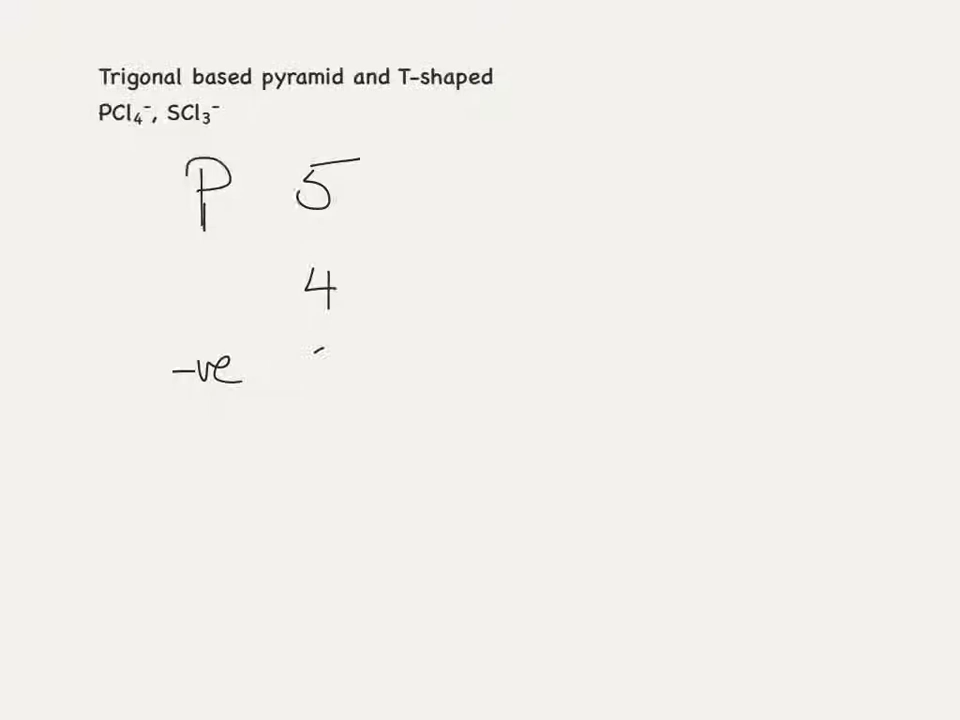 Trigonal based pyramid and T-shaped
PCl₄⁻, SCl₃⁻
P 5
4
-ve